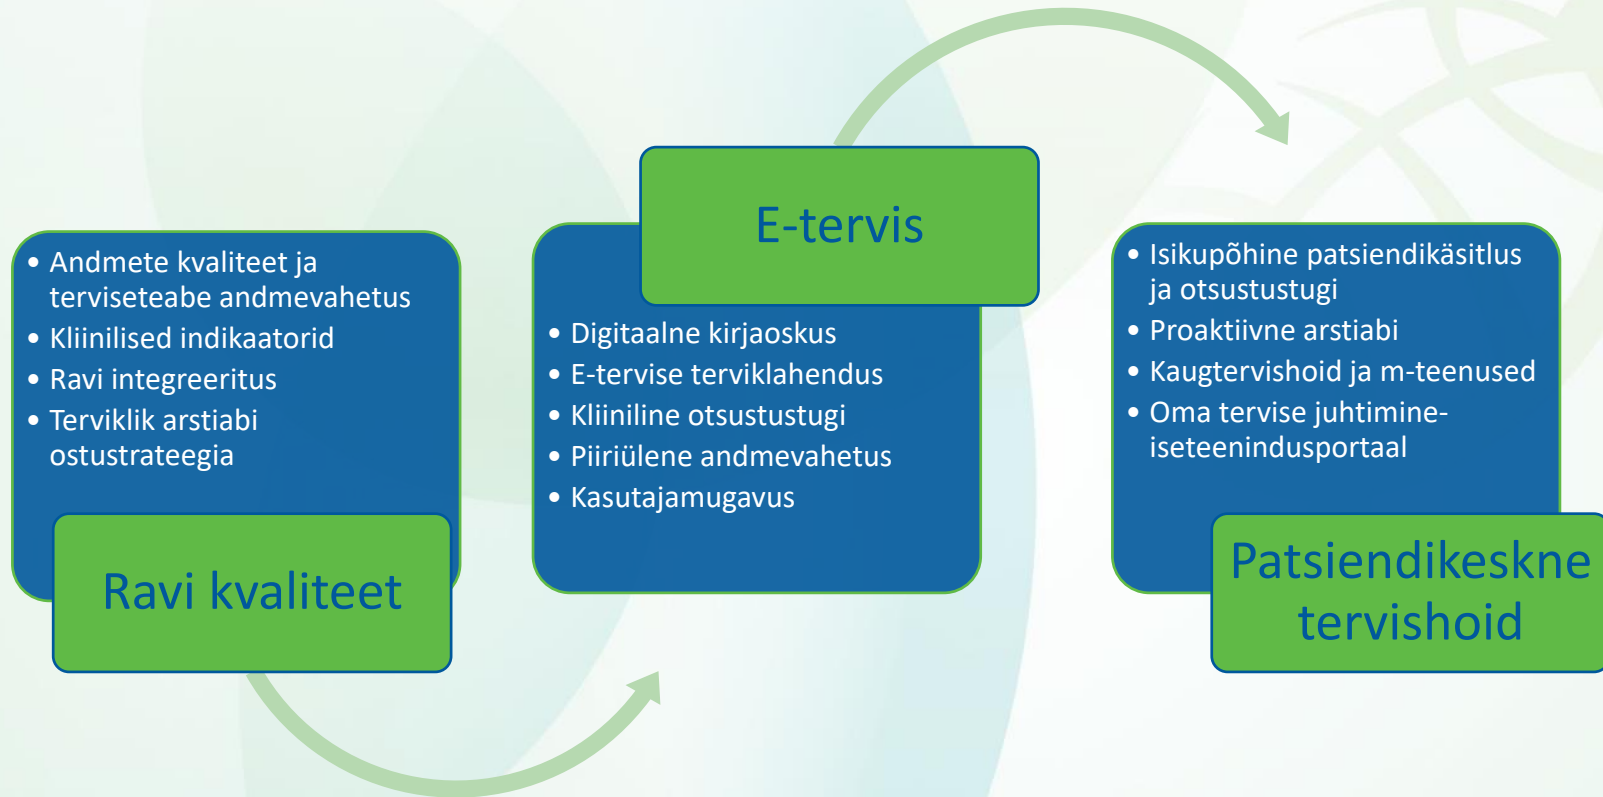 • Andmete kvaliteet ja
terviseteabe andmevahetus
• Kliinilised indikaatorid
• Ravi integreeritus
• Terviklik arstiabi
ostustrateegia
Ravi kvaliteet
E-tervis
• Digitaalne kirjaoskus
• E-tervise terviklahendus
• Kliiniline otsustustugi
• Piiriülene andmevahetus
• Kasutajamugavus
• Isikupõhine patsiendikäsitlus
ja otsustustugi
• Proaktiivne arstiabi
• Kaugtervishoid ja m-teenused
• Oma tervise juhtimine-
iseteenindusportaal
Patsiendikeskne
tervishoid